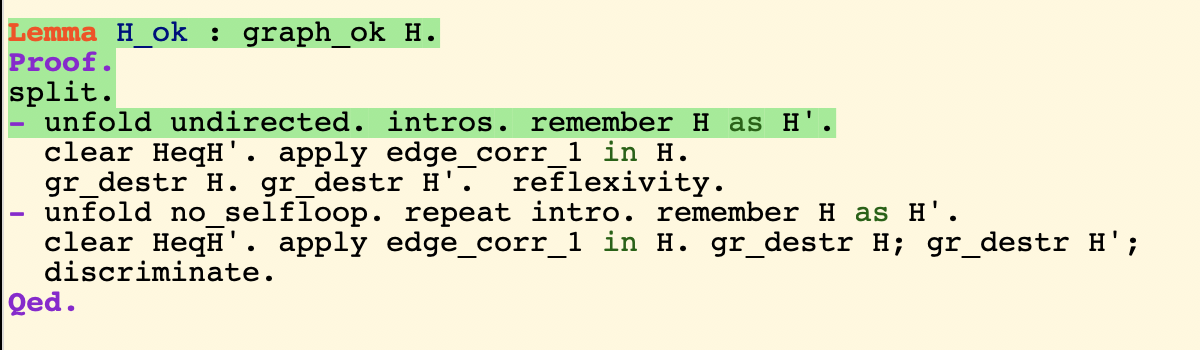 Lemma H_ok : graph_ok H.
Proof.
split.
- unfold undirected. intros. remember H as H'.
  clear HeqH'. apply edge_corr_1 in H.
  gr_destr H. gr_destr H'.  reflexivity.
- unfold no_selfloop. repeat intro. remember H as H'.
  clear HeqH'. apply edge_corr_1 in H. gr_destr H; gr_destr H';
  discriminate.
Qed.